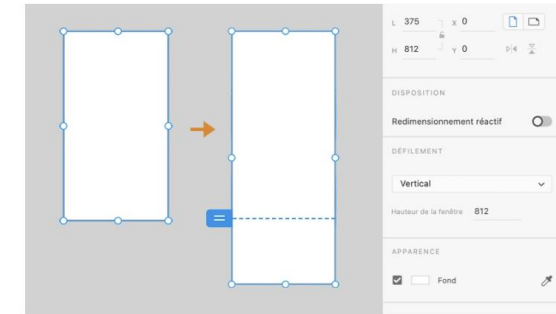 L 375 X 0
H 812 Y 0
DISPOSITION
Redimensionnement réactif
DÉFILEMENT
Vertical
Hauteur de la fenêtre 812
APPARENCE
Fond